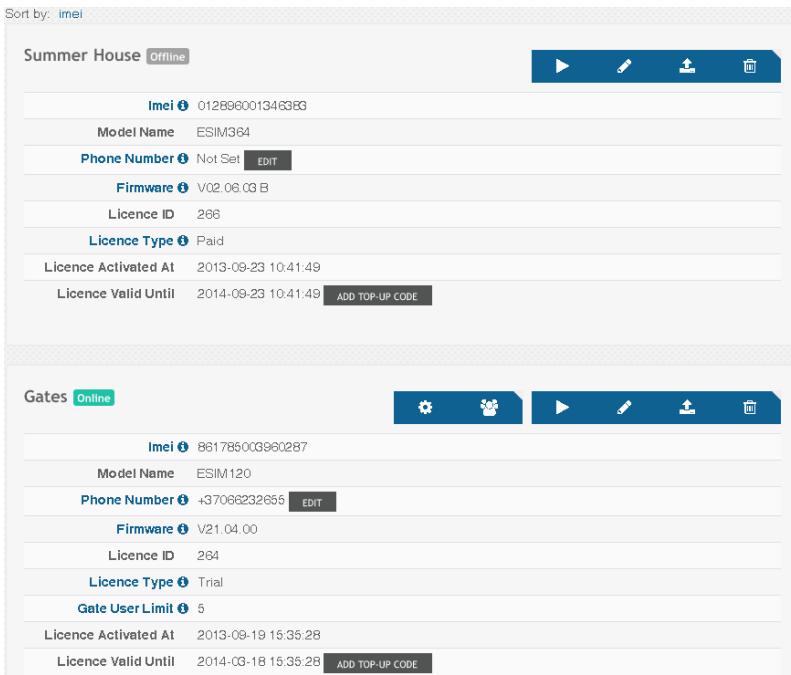 Sort by: imei
Summer House Offline
Imei 012896001346383
Model Name ESIM364
Phone Number Not Set EDIT
Firmware V02.06.03 B
Licence ID 266
Licence Type Paid
Licence Activated At 2013-09-23 10:41:49
Licence Valid Until 2014-09-23 10:41:49 ADD TOP-UP CODE
Gates Online
Imei 861785003960287
Model Name ESIM120
Phone Number +37066232655 EDIT
Firmware V21.04.00
Licence ID 264
Licence Type Trial
Gate User Limit 5
Licence Activated At 2013-09-19 15:35:28
Licence Valid Until 2014-03-18 15:35:28 ADD TOP-UP CODE